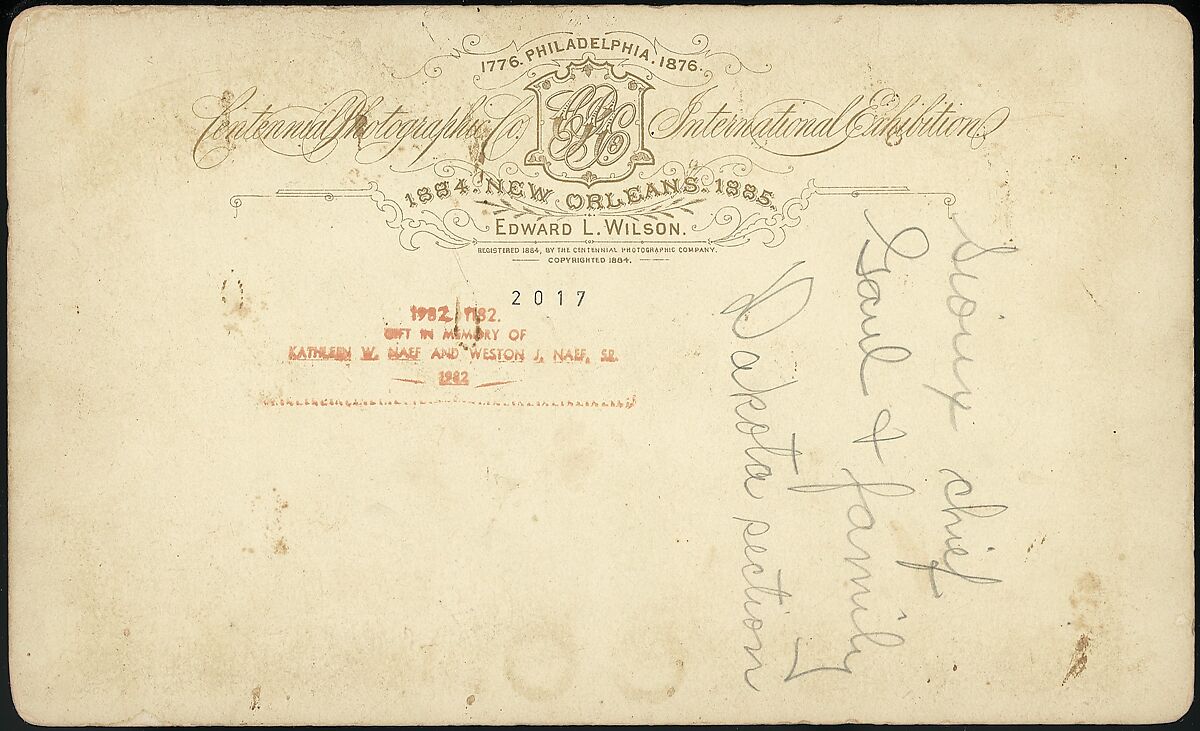 1776. PHILADELPHIA. 1876.
Centennial Photographic Co. International Exhibition
1884. NEW ORLEANS. 1885.
EDWARD L. WILSON.
REGISTERED 1884, BY THE CENTENNIAL PHOTOGRAPHIC COMPANY.
COPYRIGHTED 1884.
2017
1982. 1182.
GIFT IN MEMORY OF
KATHLEEN W. NAEF AND WESTON J. NAEF, SR.
1982
Sioux chief
Gaul & family
Dakota section